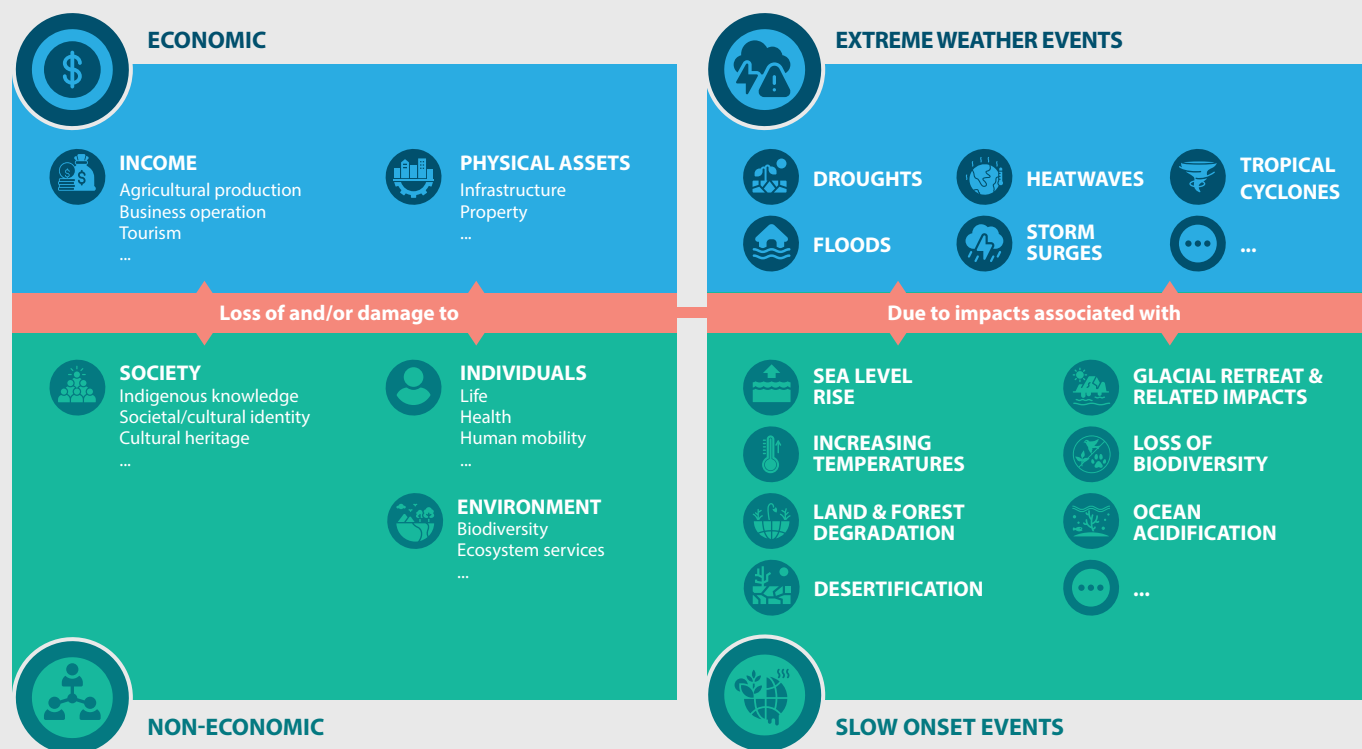 ECONOMIC
$
INCOME
Agricultural production
Business operation
Tourism
...
PHYSICAL ASSETS
Infrastructure
Property
...
Loss of and/or damage to
SOCIETY
Indigenous knowledge
Societal/cultural identity
Cultural heritage
...
INDIVIDUALS
Life
Health
Human mobility
...
ENVIRONMENT
Biodiversity
Ecosystem services
...
NON-ECONOMIC
EXTREME WEATHER EVENTS
DROUGHTS
HEATWAVES
TROPICAL
CYCLONES
FLOODS
STORM
SURGES
...
Due to impacts associated with
SEA LEVEL
RISE
GLACIAL RETREAT &
RELATED IMPACTS
INCREASING
TEMPERATURES
LOSS OF
BIODIVERSITY
LAND & FOREST
DEGRADATION
OCEAN
ACIDIFICATION
DESERTIFICATION
...
SLOW ONSET EVENTS